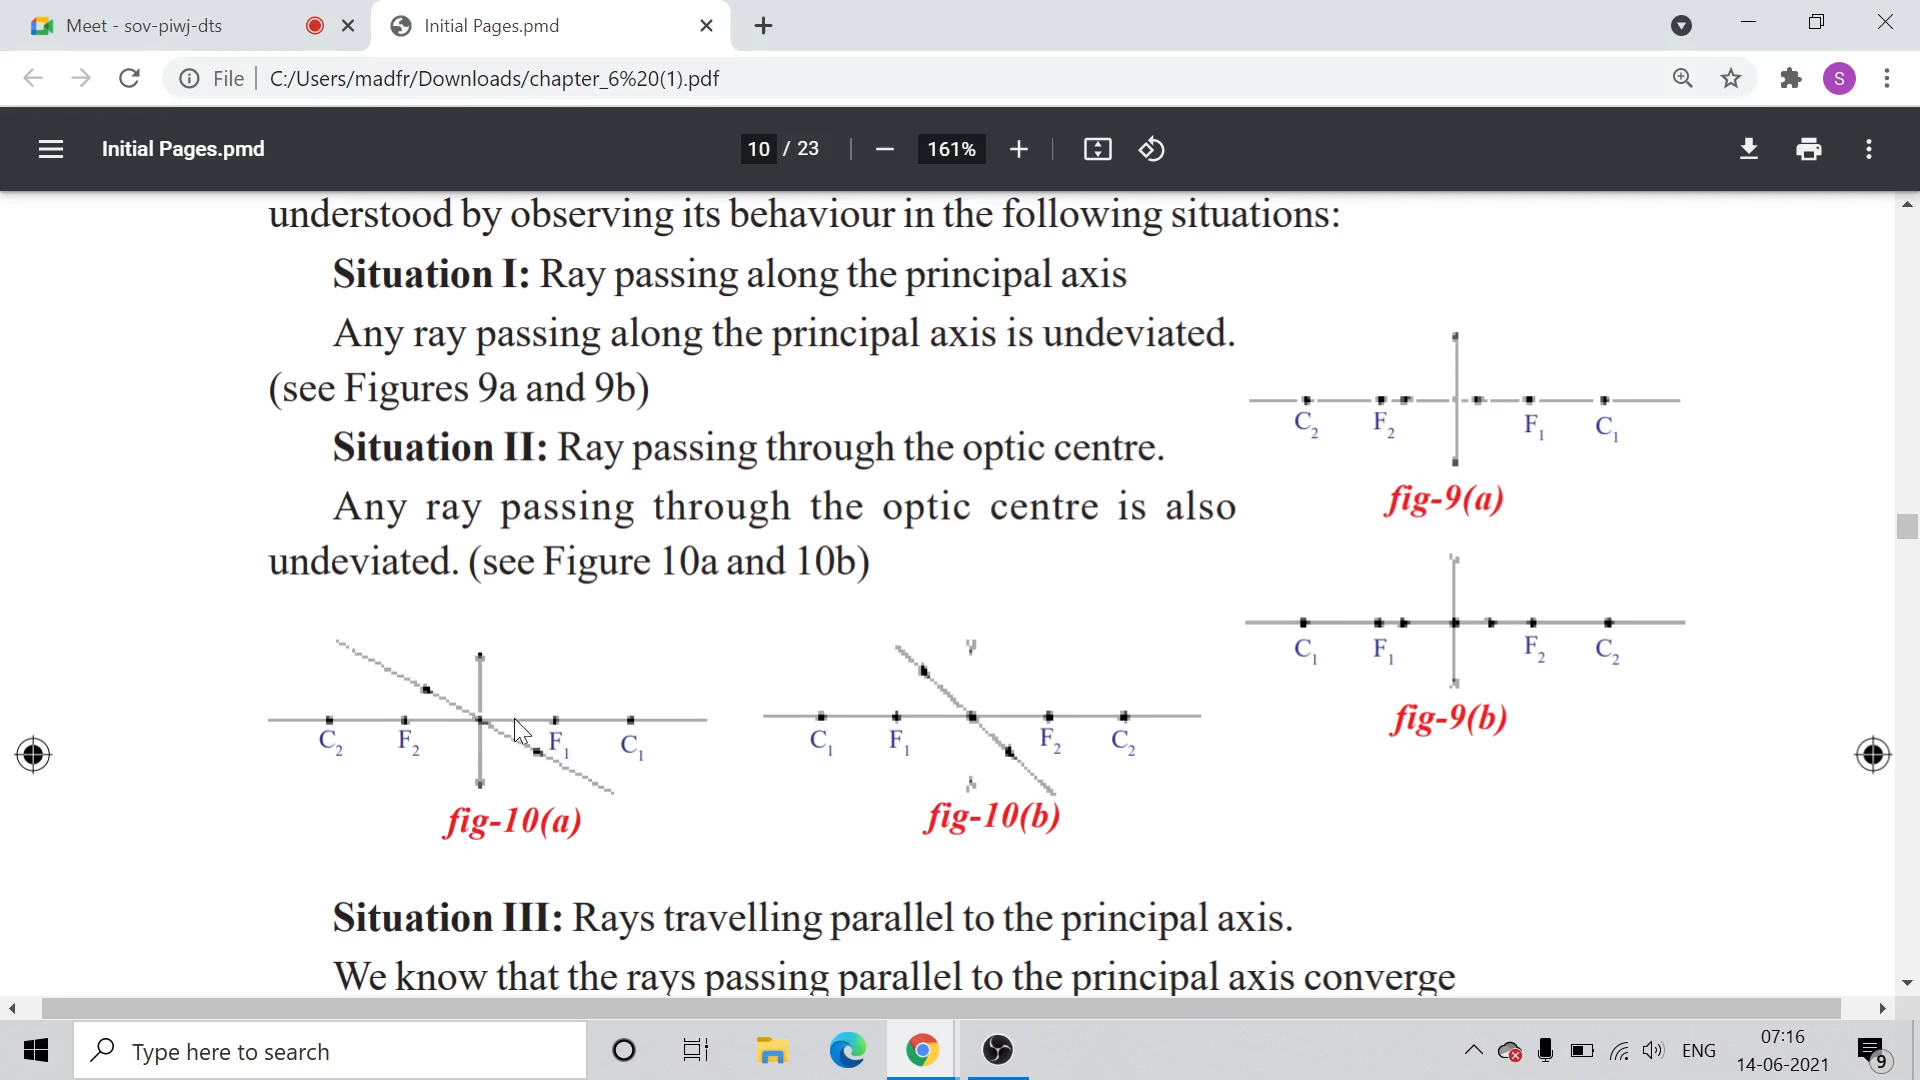 Meet - sov-piwj-dts
Initial Pages.pmd
File
C:/Users/madfr/Downloads/chapter_6%20(1).pdf
S
Initial Pages.pmd
10 / 23
161%
understood by observing its behaviour in the following situations:
Situation I: Ray passing along the principal axis
Any ray passing along the principal axis is undeviated.
(see Figures 9a and 9b)
C2 F2 F1 C1
fig-9(a)
Situation II: Ray passing through the optic centre.
Any ray passing through the optic centre is also
undeviated. (see Figure 10a and 10b)
C1 F1 F2 C2
fig-9(b)
C2 F2 F1 C1
fig-10(a)
C1 F1 F2 C2
fig-10(b)
Situation III: Rays travelling parallel to the principal axis.
We know that the rays passing parallel to the principal axis converge
Type here to search
ENG
07:16
14-06-2021
9